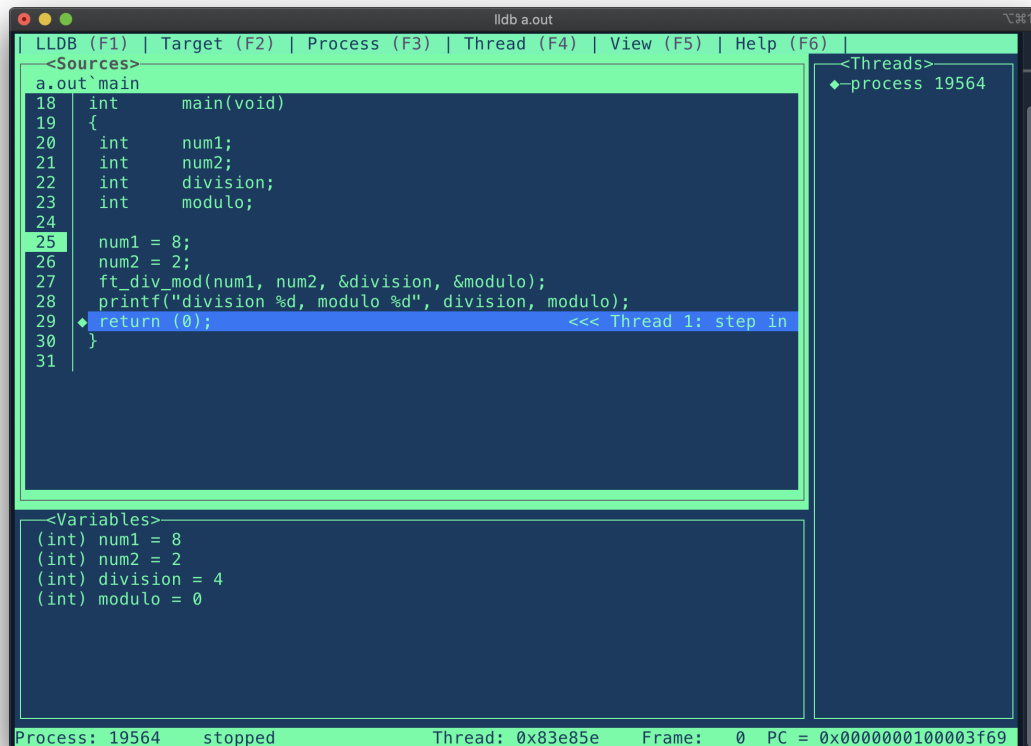 lldb a.out
⌥⌘1
| LLDB (F1) | Target (F2) | Process (F3) | Thread (F4) | View (F5) | Help (F6) |
<Sources>
a.out`main
18 int main(void)
19 {
20 int num1;
21 int num2;
22 int division;
23 int modulo;
24
25 num1 = 8;
26 num2 = 2;
27 ft_div_mod(num1, num2, &division, &modulo);
28 printf("division %d, modulo %d", division, modulo);
29 ◆ return (0); <<< Thread 1: step in
30 }
31
<Threads>
◆─process 19564
<Variables>
(int) num1 = 8
(int) num2 = 2
(int) division = 4
(int) modulo = 0
Process: 19564 stopped Thread: 0x83e85e Frame: 0 PC = 0x0000000100003f69